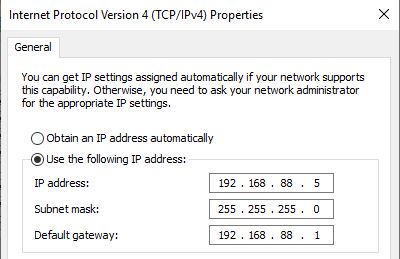 Internet Protocol Version 4 (TCP/IPv4) Properties
General
You can get IP settings assigned automatically if your network supports
this capability. Otherwise, you need to ask your network administrator
for the appropriate IP settings.
Obtain an IP address automatically
Use the following IP address:
IP address: 192 . 168 . 88 . 5
Subnet mask: 255 . 255 . 255 . 0
Default gateway: 192 . 168 . 88 . 1